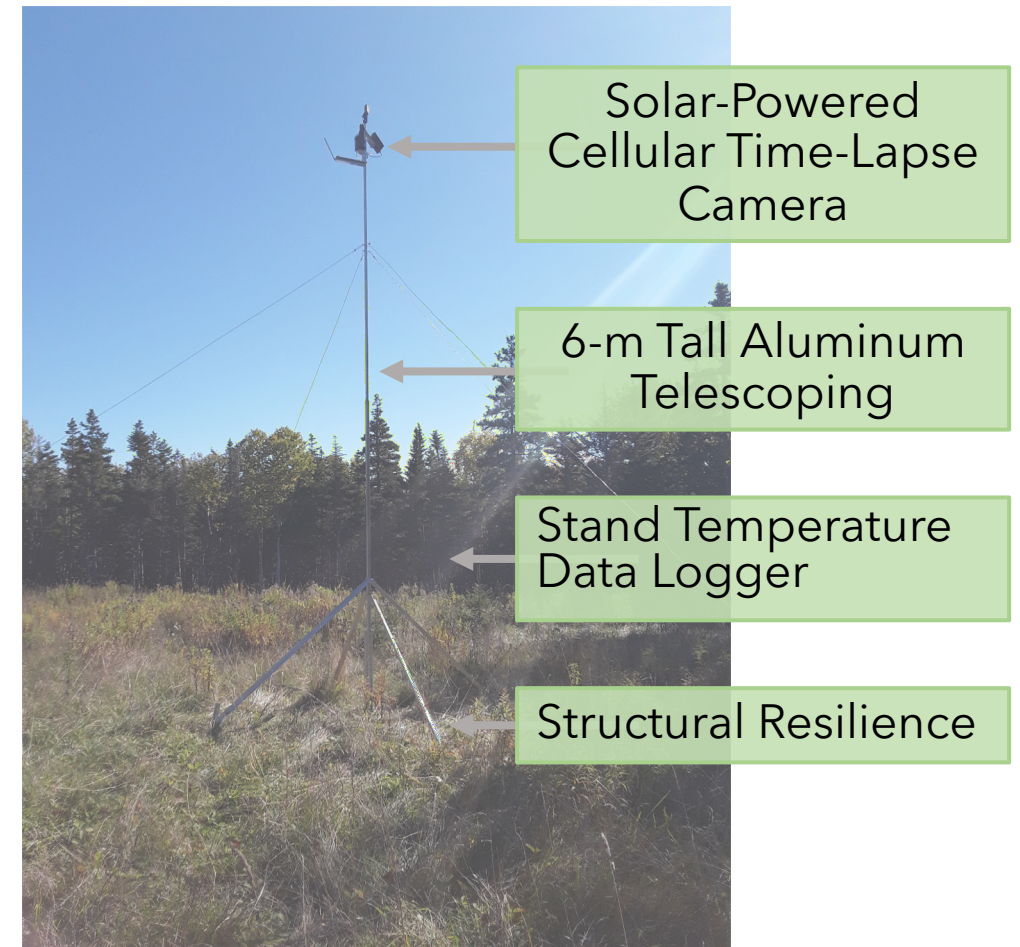 Solar-Powered
Cellular Time-Lapse
Camera
6-m Tall Aluminum
Telescoping
Stand Temperature
Data Logger
Structural Resilience